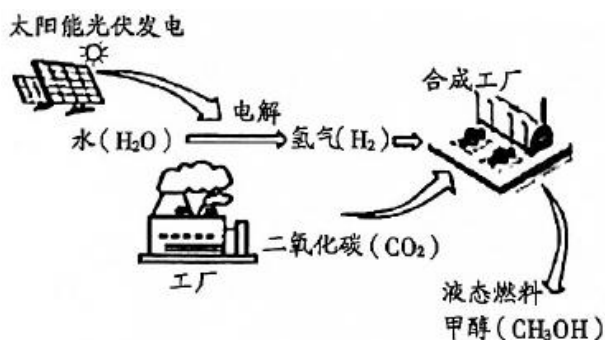 太阳能光伏发电
合成工厂
电解
水(H₂O)
氢气(H₂)
二氧化碳(CO₂)
工厂
液态燃料
甲醇(CH₃OH)